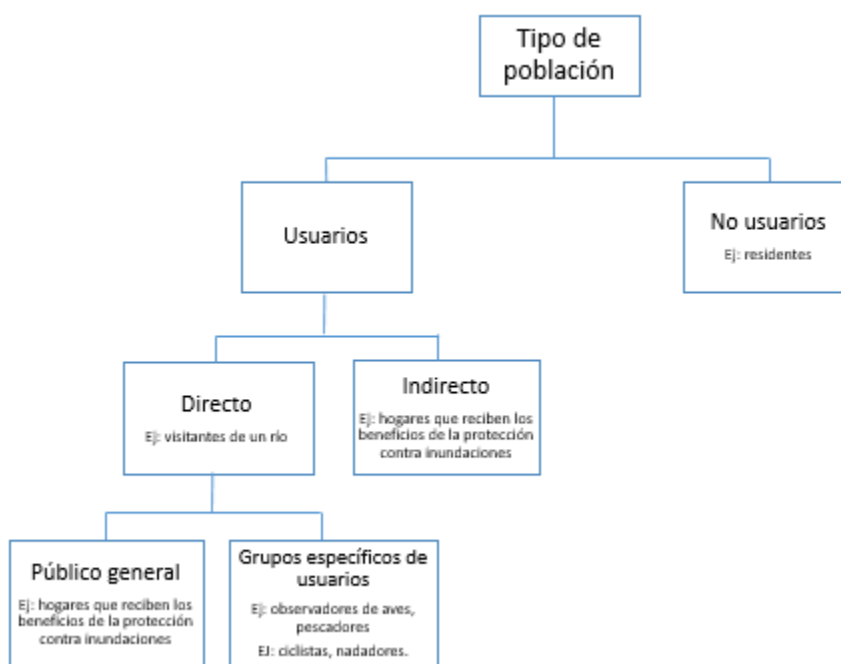 Tipo de
población
Usuarios
No usuarios
Ej: residentes
Directo
Ej: visitantes de un río
Indirecto
Ej: hogares que reciben los
beneficios de la protección
contra inundaciones
Público general
Ej: hogares que reciben los
beneficios de la protección
contra inundaciones
Grupos específicos de
usuarios
Ej: observadores de aves,
pescadores
EJ: ciclistas, nadadores.